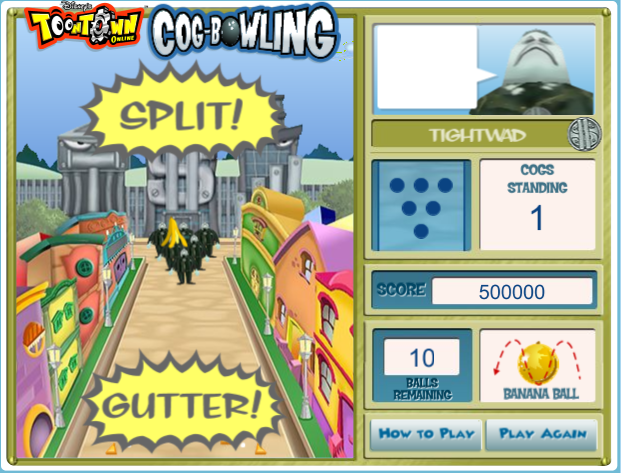 Disney's
TOONTOWN
ONLINE
COG-BOWLING
SPLIT!
GUTTER!
TIGHTWAD
COGS
STANDING
1
SCORE
500000
10
BALLS
REMAINING
BANANA BALL
HOW TO PLAY
PLAY AGAIN